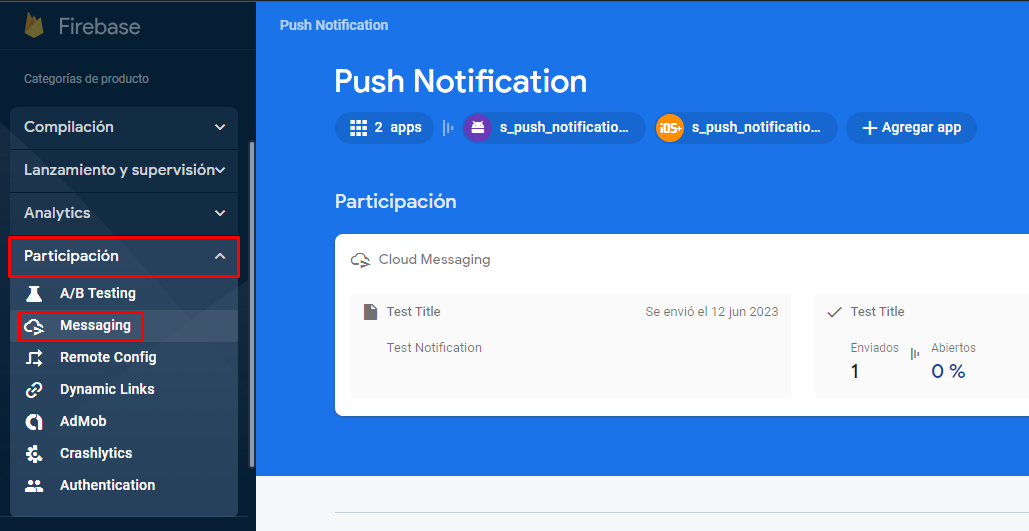 Firebase
Categorías de producto
Compilación
Lanzamiento y supervisión
Analytics
Participación
A/B Testing
Messaging
Remote Config
Dynamic Links
AdMob
Crashlytics
Authentication
Push Notification
Push Notification
2 apps
s_push_notificatio...
iOS+
s_push_notificatio...
+ Agregar app
Participación
Cloud Messaging
Test Title
Se envió el 12 jun 2023
Test Notification
Test Title
Enviados
Abiertos
1
0 %